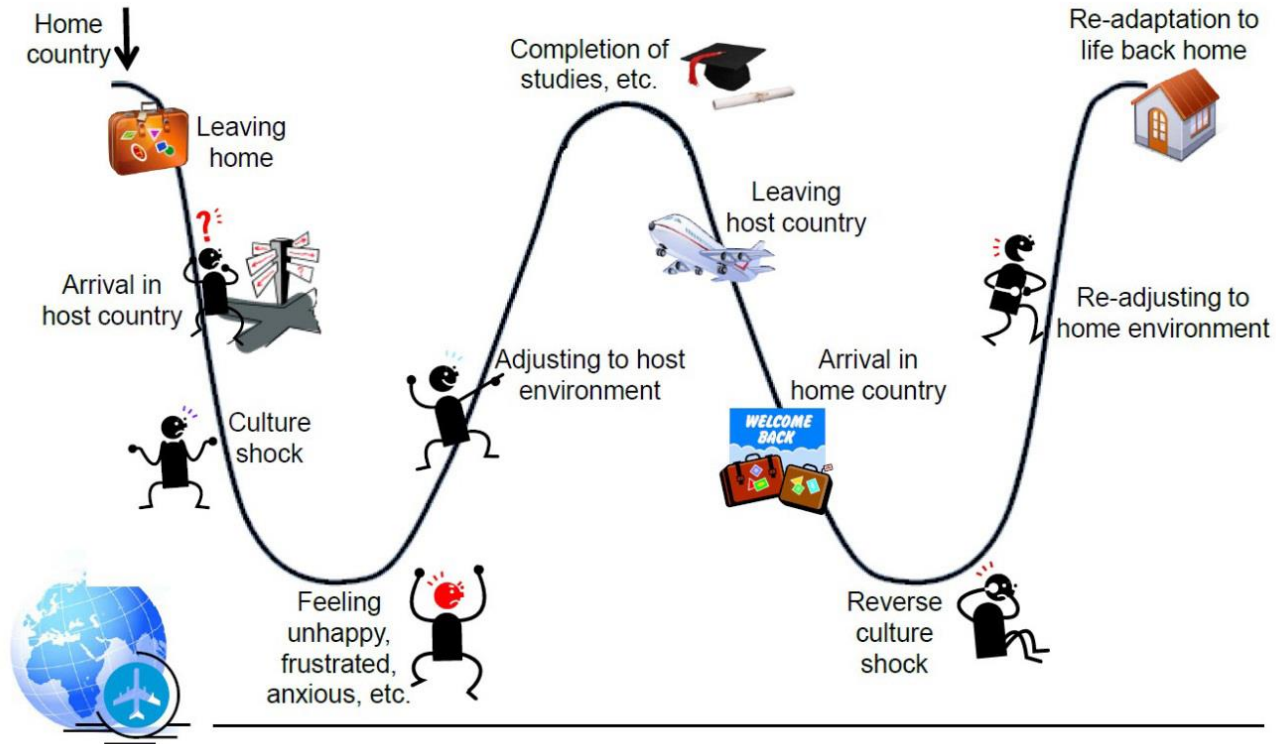 Home
country
Leaving
home
Arrival in
host country
Culture
shock
Feeling
unhappy,
frustrated,
anxious, etc.
Adjusting to host
environment
Completion of
studies, etc.
Leaving
host country
Arrival in
home country
WELCOME
BACK
Reverse
culture
shock
Re-adjusting to
home environment
Re-adaptation to
life back home
?